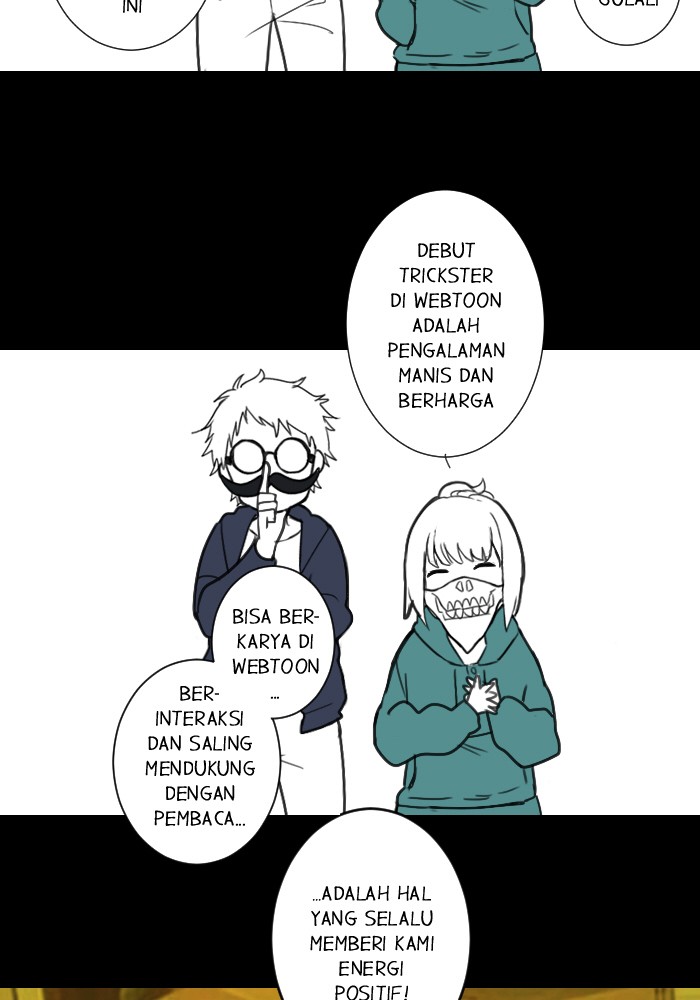 INI
GULALI
DEBUT
TRICKSTER
DI WEBTOON
ADALAH
PENGALAMAN
MANIS DAN
BERHARGA
BISA BER-
KARYA DI
WEBTOON
...
BER-
INTERAKSI
DAN SALING
MENDUKUNG
DENGAN
PEMBACA...
...ADALAH HAL
YANG SELALU
MEMBERI KAMI
ENERGI
POSITIF!